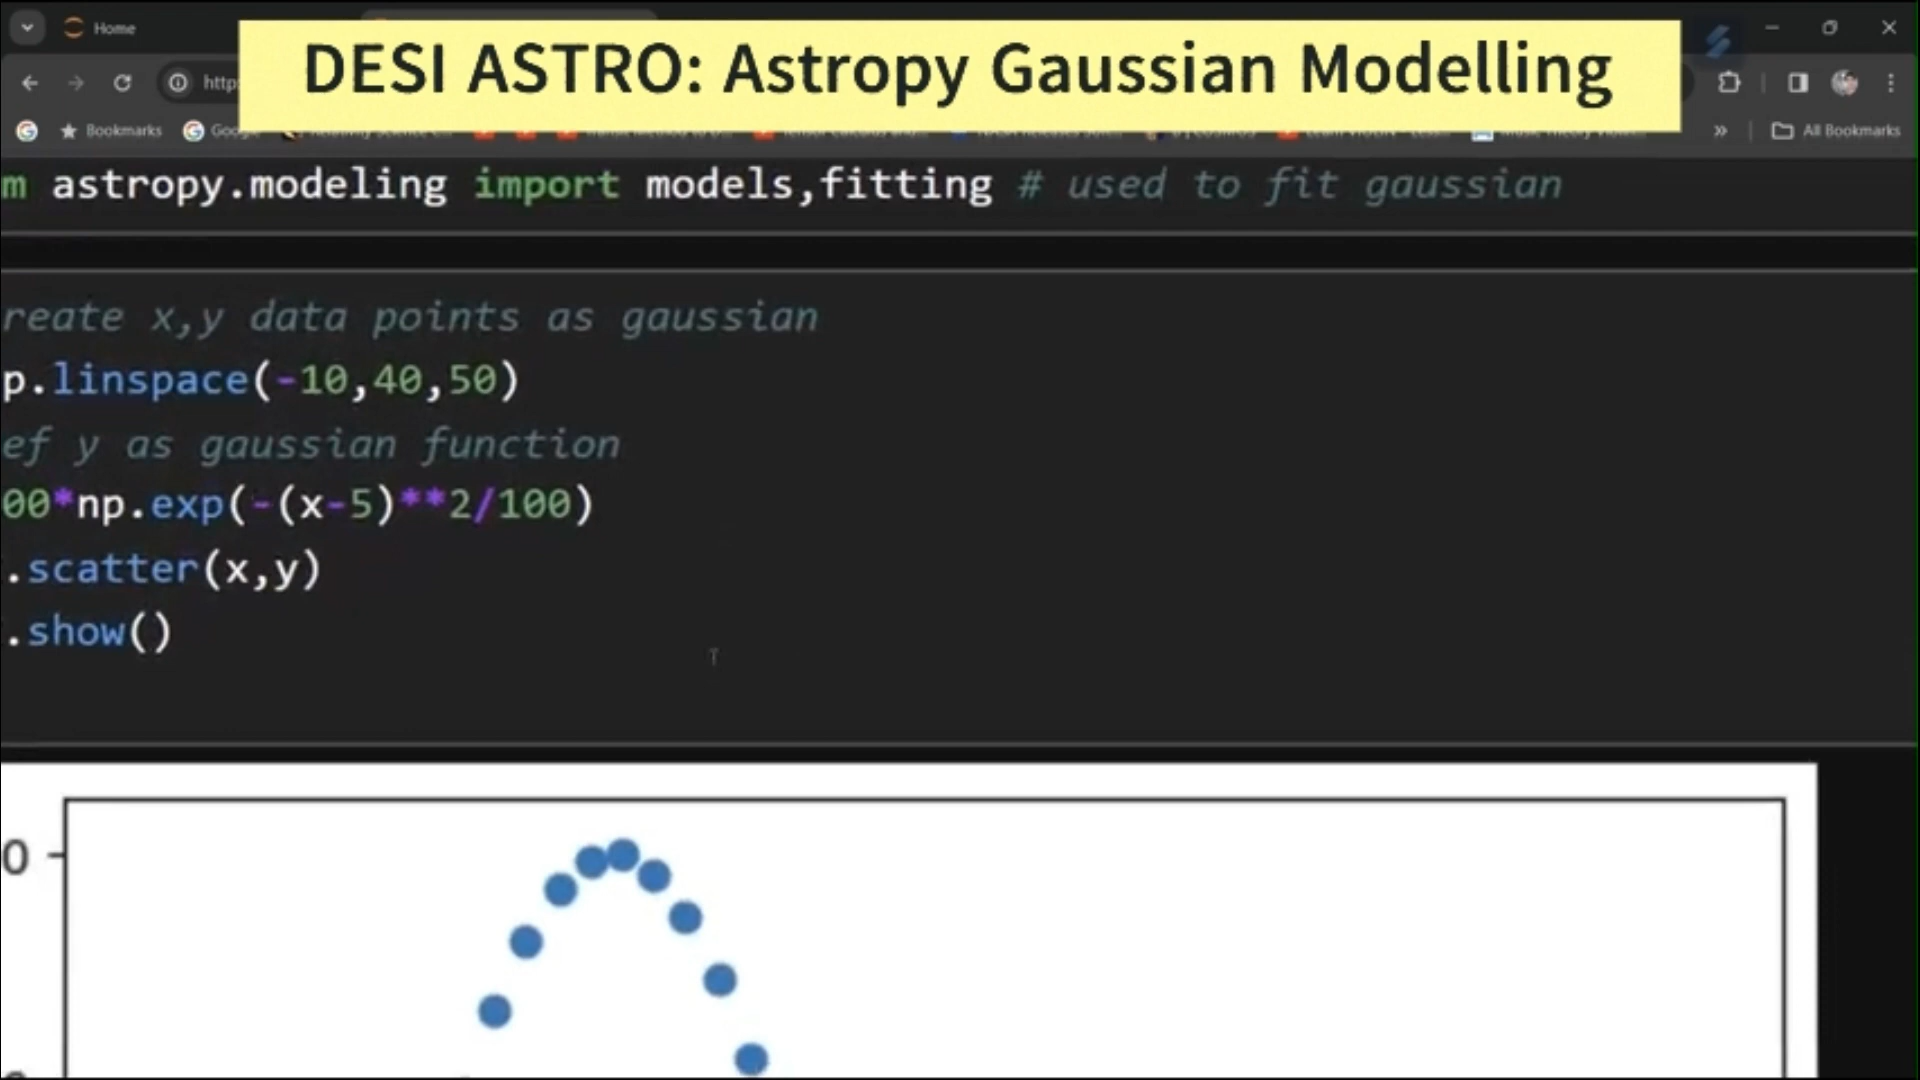 Home
DESI ASTRO: Astropy Gaussian Modelling
http:
Bookmarks
All Bookmarks
m astropy.modeling import models,fitting # used to fit gaussian
reate x,y data points as gaussian
p.linspace(-10,40,50)
ef y as gaussian function
00*np.exp(-(x-5)**2/100)
.scatter(x,y)
.show()
0